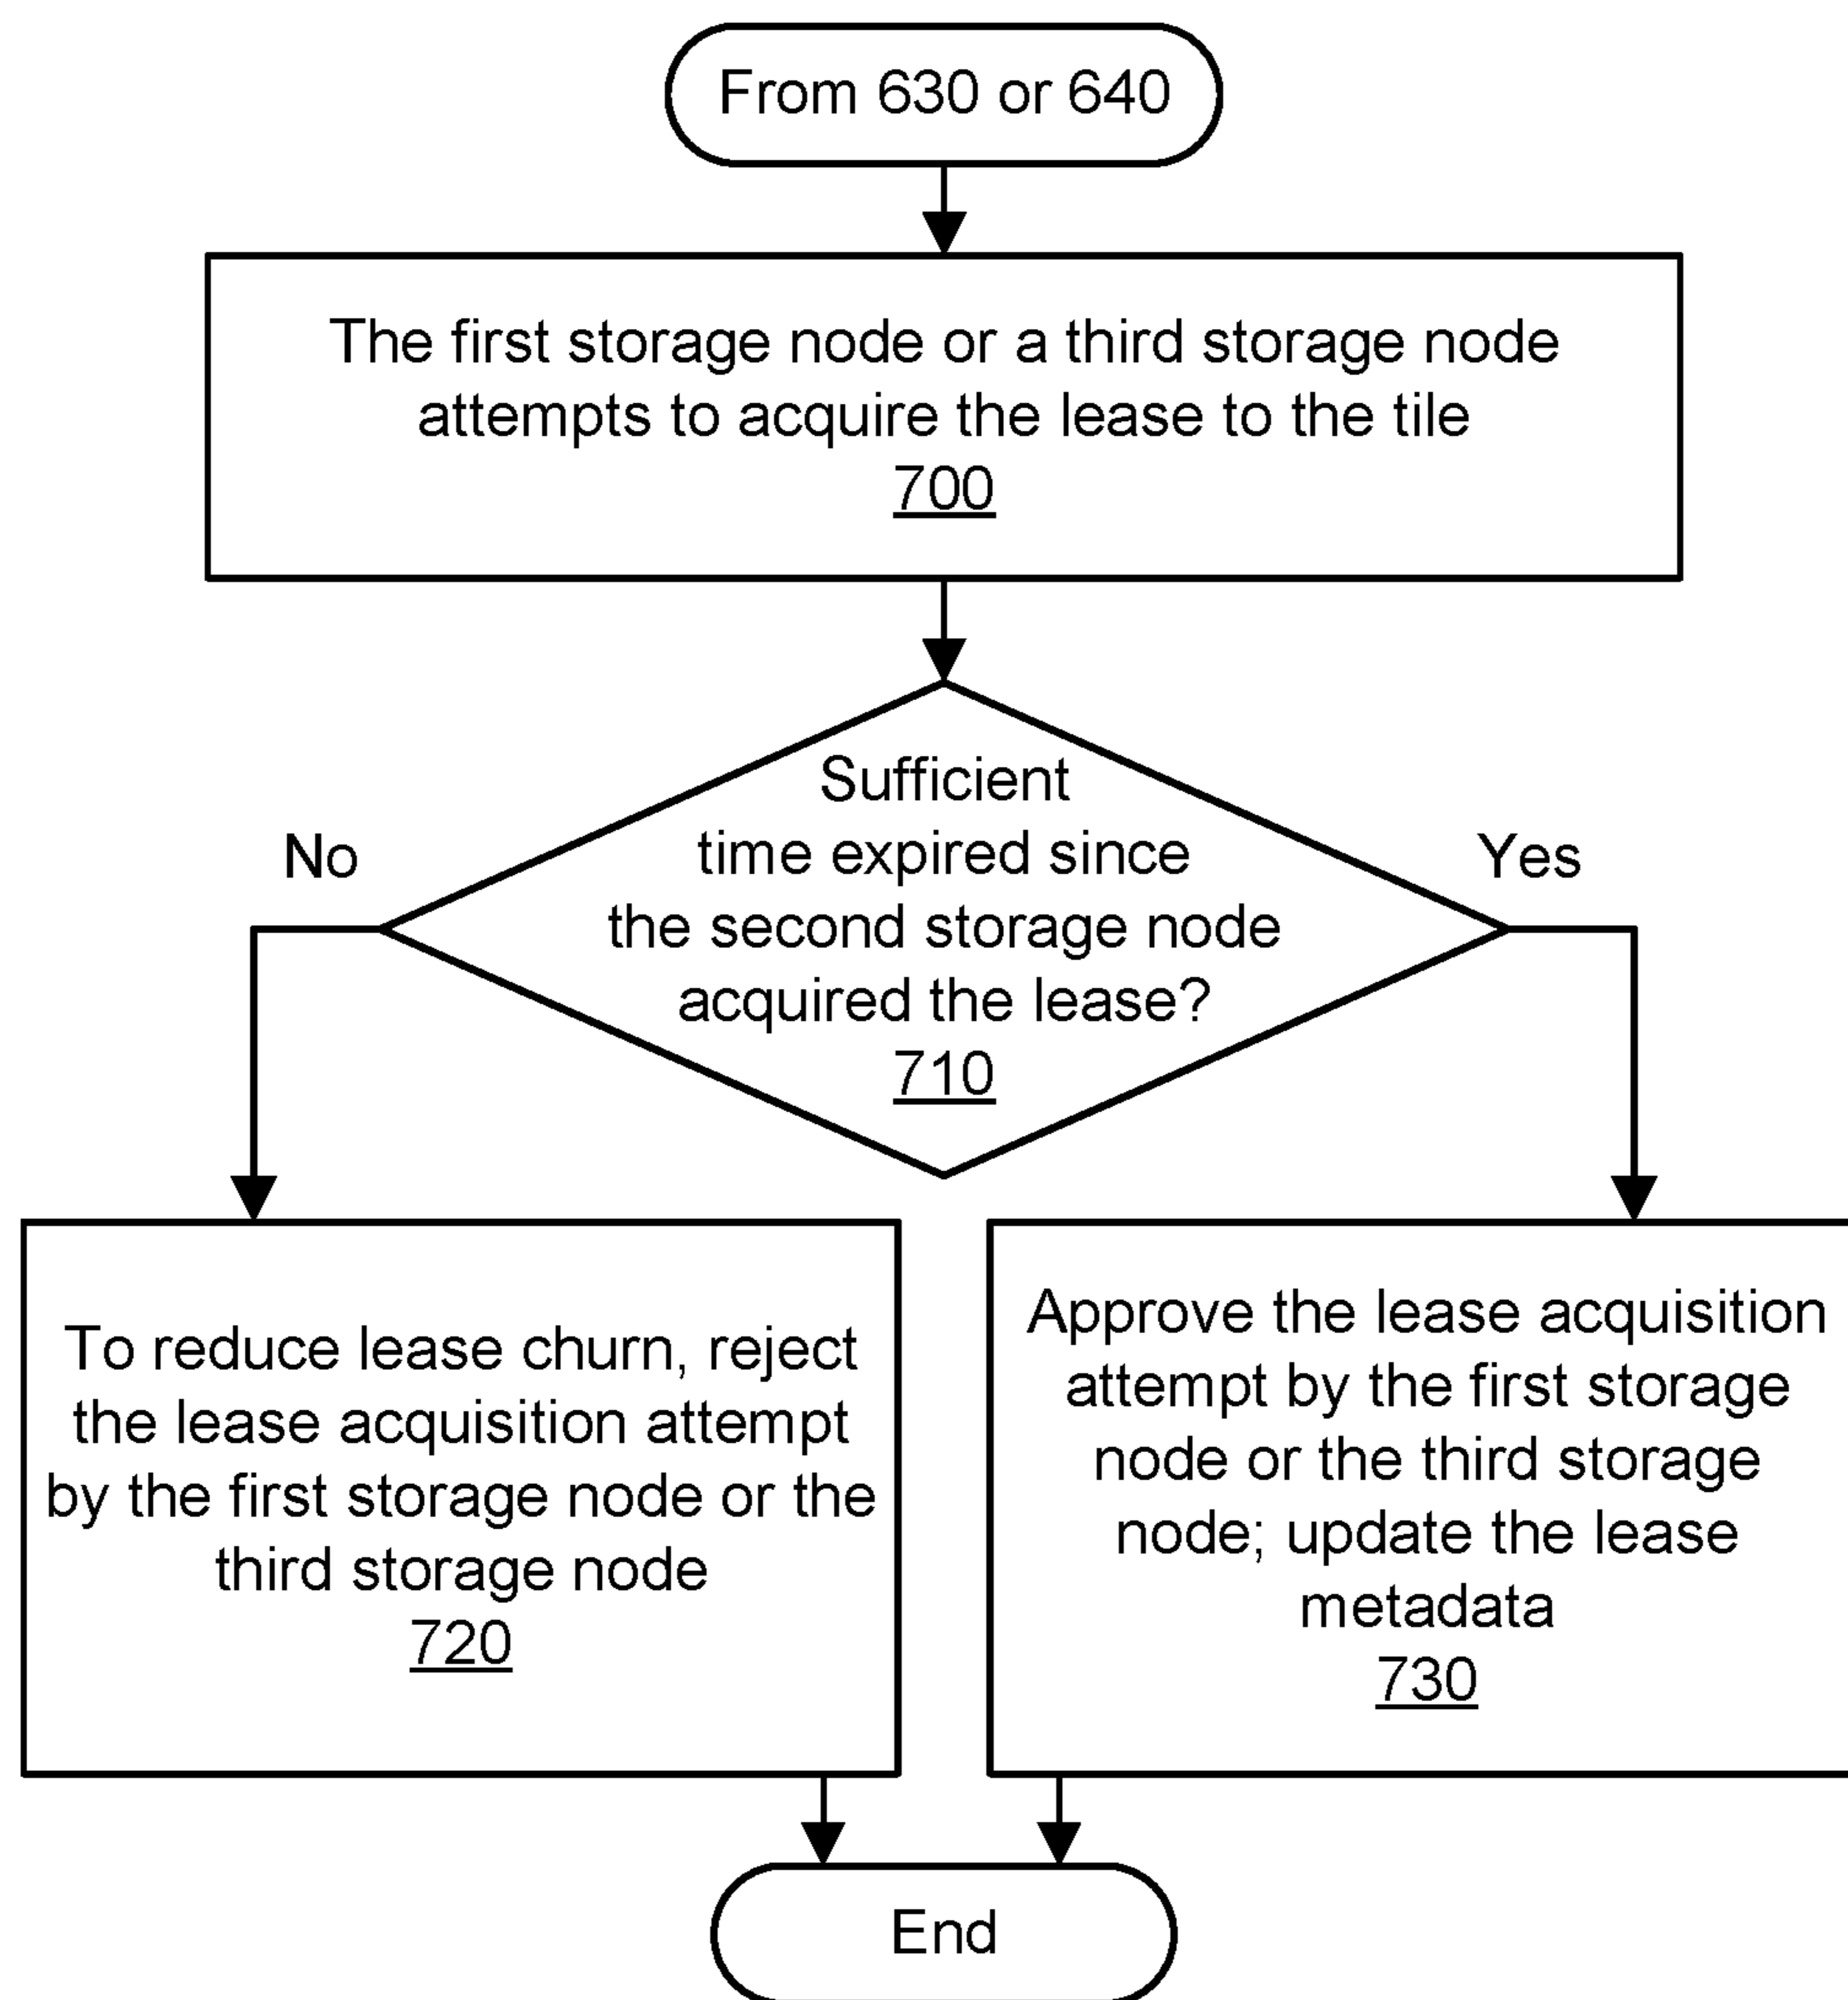 From 630 or 640
The first storage node or a third storage node
attempts to acquire the lease to the tile
700
Sufficient
time expired since
the second storage node
acquired the lease?
710
No
Yes
To reduce lease churn, reject
the lease acquisition attempt
by the first storage node or the
third storage node
720
Approve the lease acquisition
attempt by the first storage
node or the third storage
node; update the lease
metadata
730
End